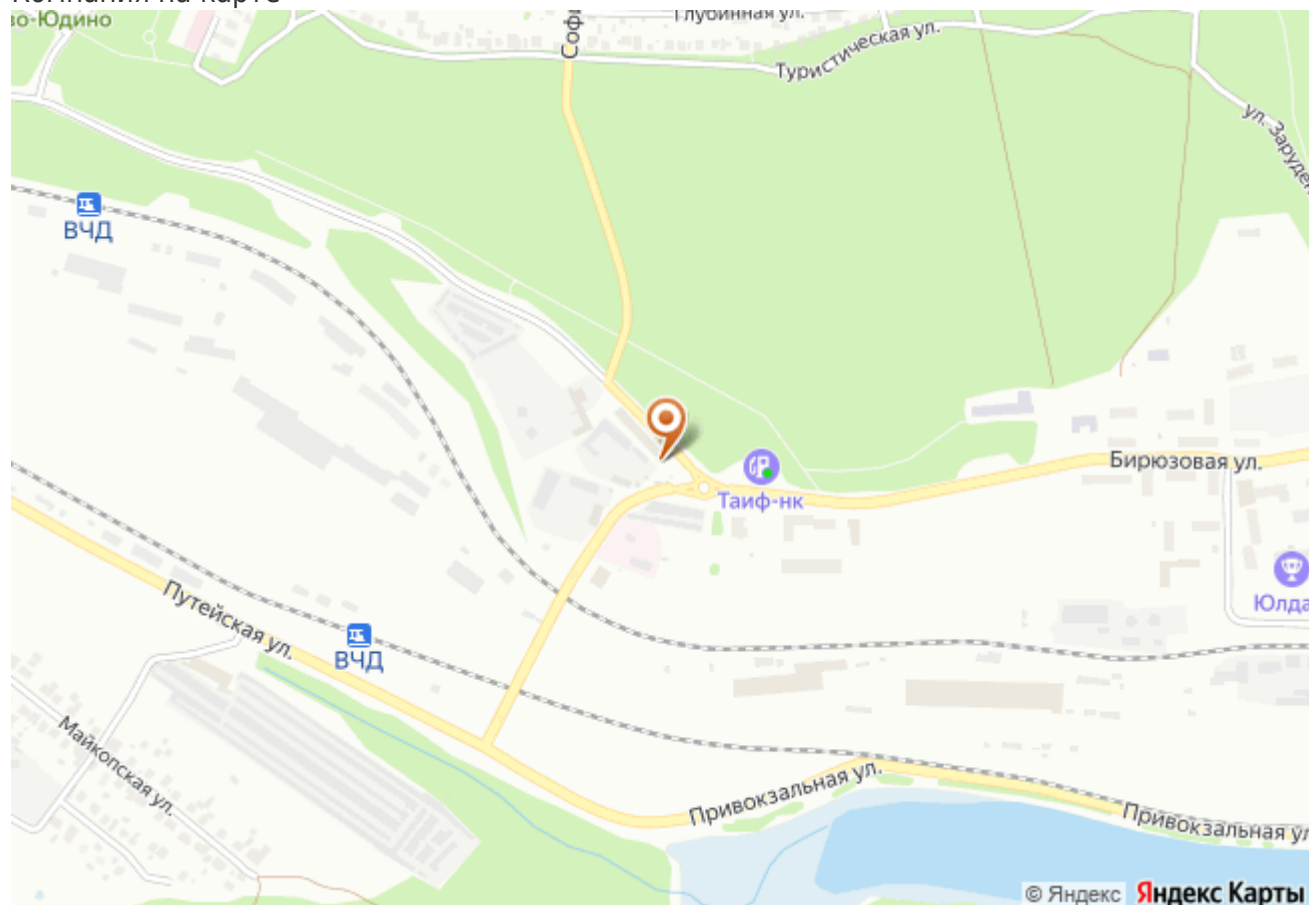 во-Юдино
Глубинная ул.
Туристическая ул.
ВЧД
Бирюзовая ул.
Таиф-нк
Путейская ул.
ВЧД
Майкопская ул.
Привокзальная ул.
Привокзальная ул
© Яндекс Яндекс Карты